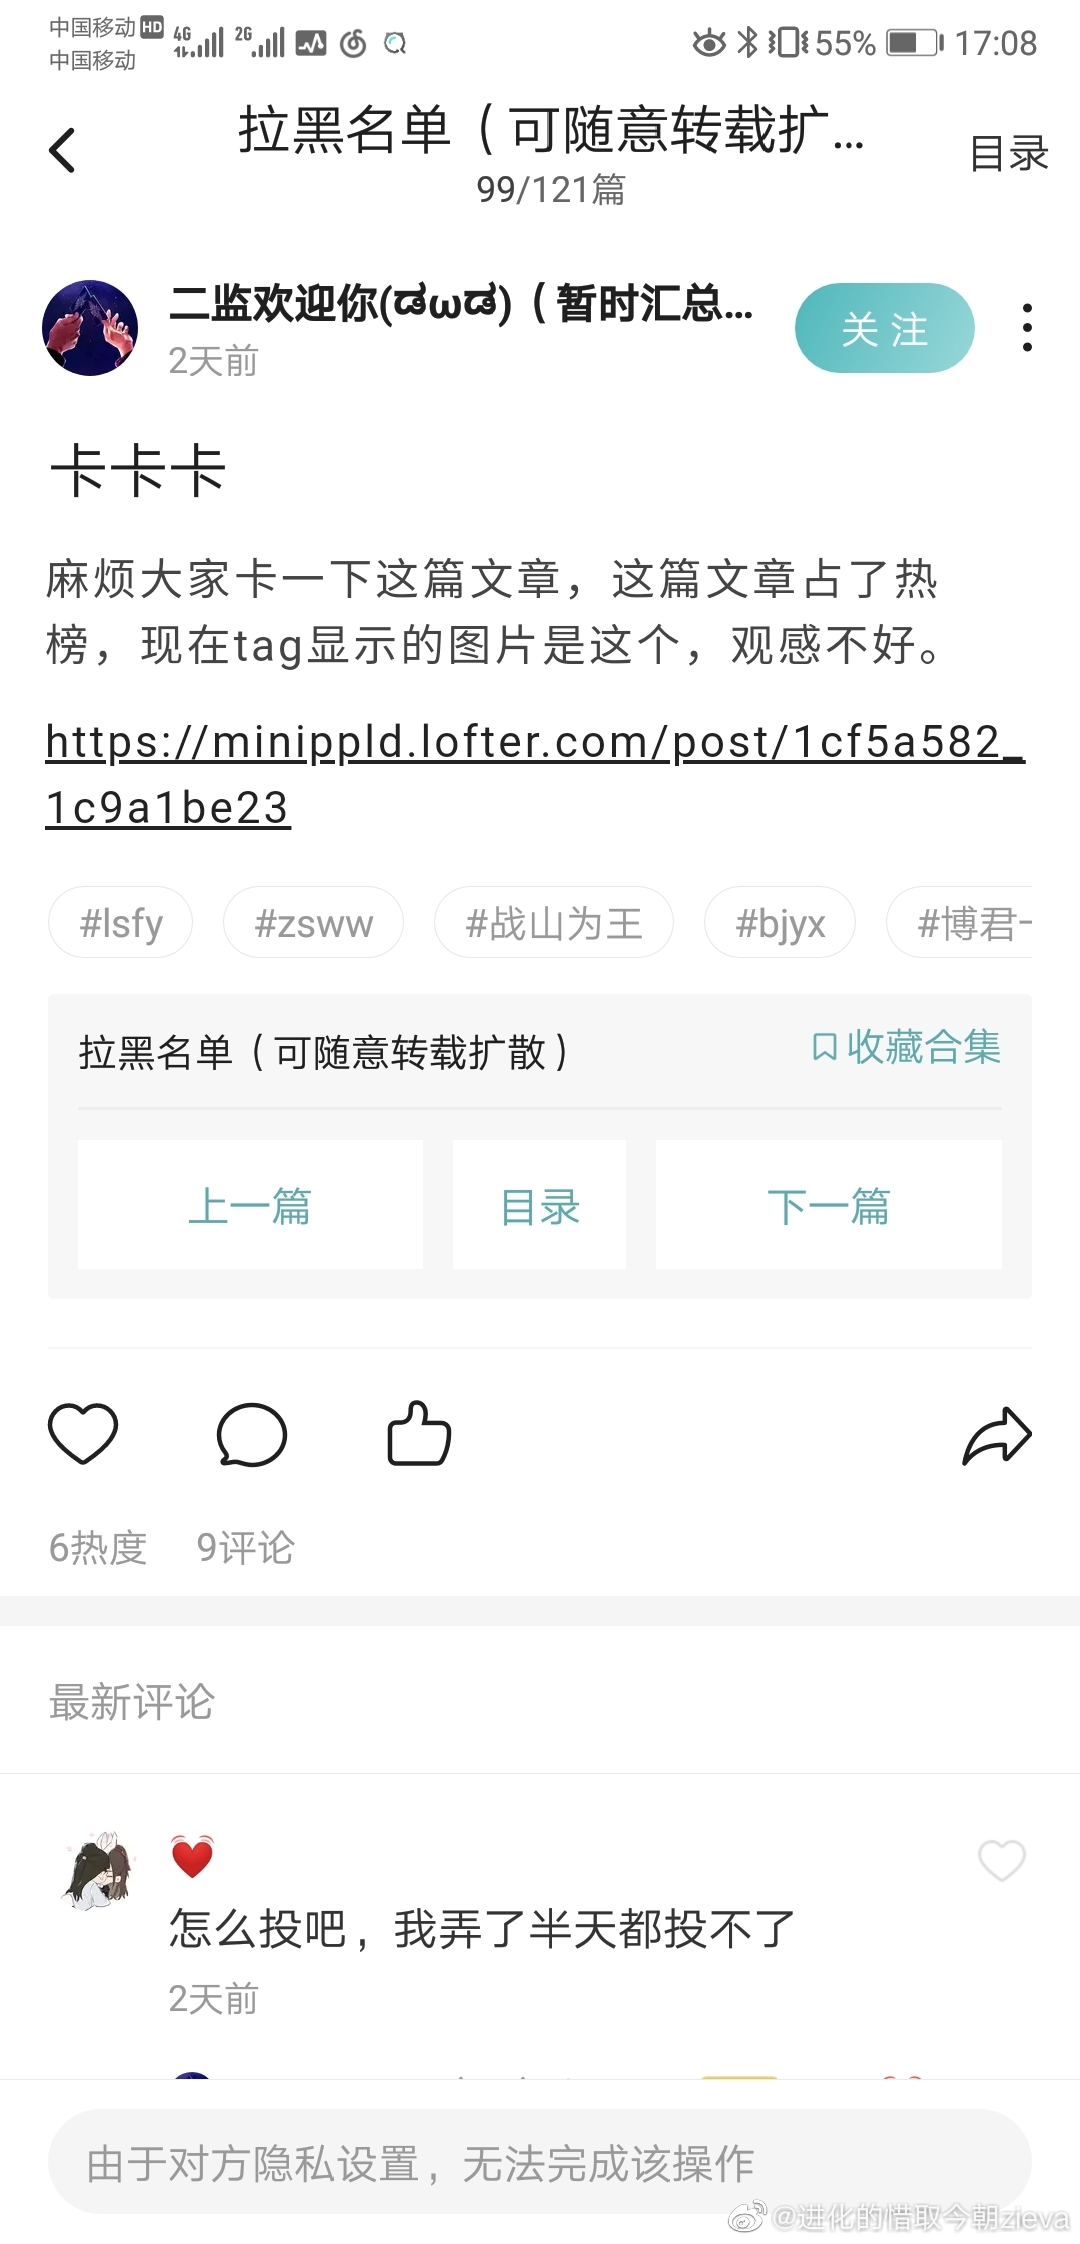 中国移动 HD 4G 2G 55% 17:08
中国移动
拉黑名单（可随意转载扩...
99/121篇
目录
二监欢迎你(ಡωಡ)（暂时汇总...
2天前
关注
卡卡卡
麻烦大家卡一下这篇文章，这篇文章占了热
榜，现在tag显示的图片是这个，观感不好。
https://minippld.lofter.com/post/1cf5a582_
1c9a1be23
#lsfy #zsww #战山为王 #bjyx #博君一
拉黑名单（可随意转载扩散）
收藏合集
上一篇 目录 下一篇
6热度 9评论
最新评论
怎么投吧，我弄了半天都投不了
2天前
由于对方隐私设置，无法完成该操作
@进化的惜取今朝zieva